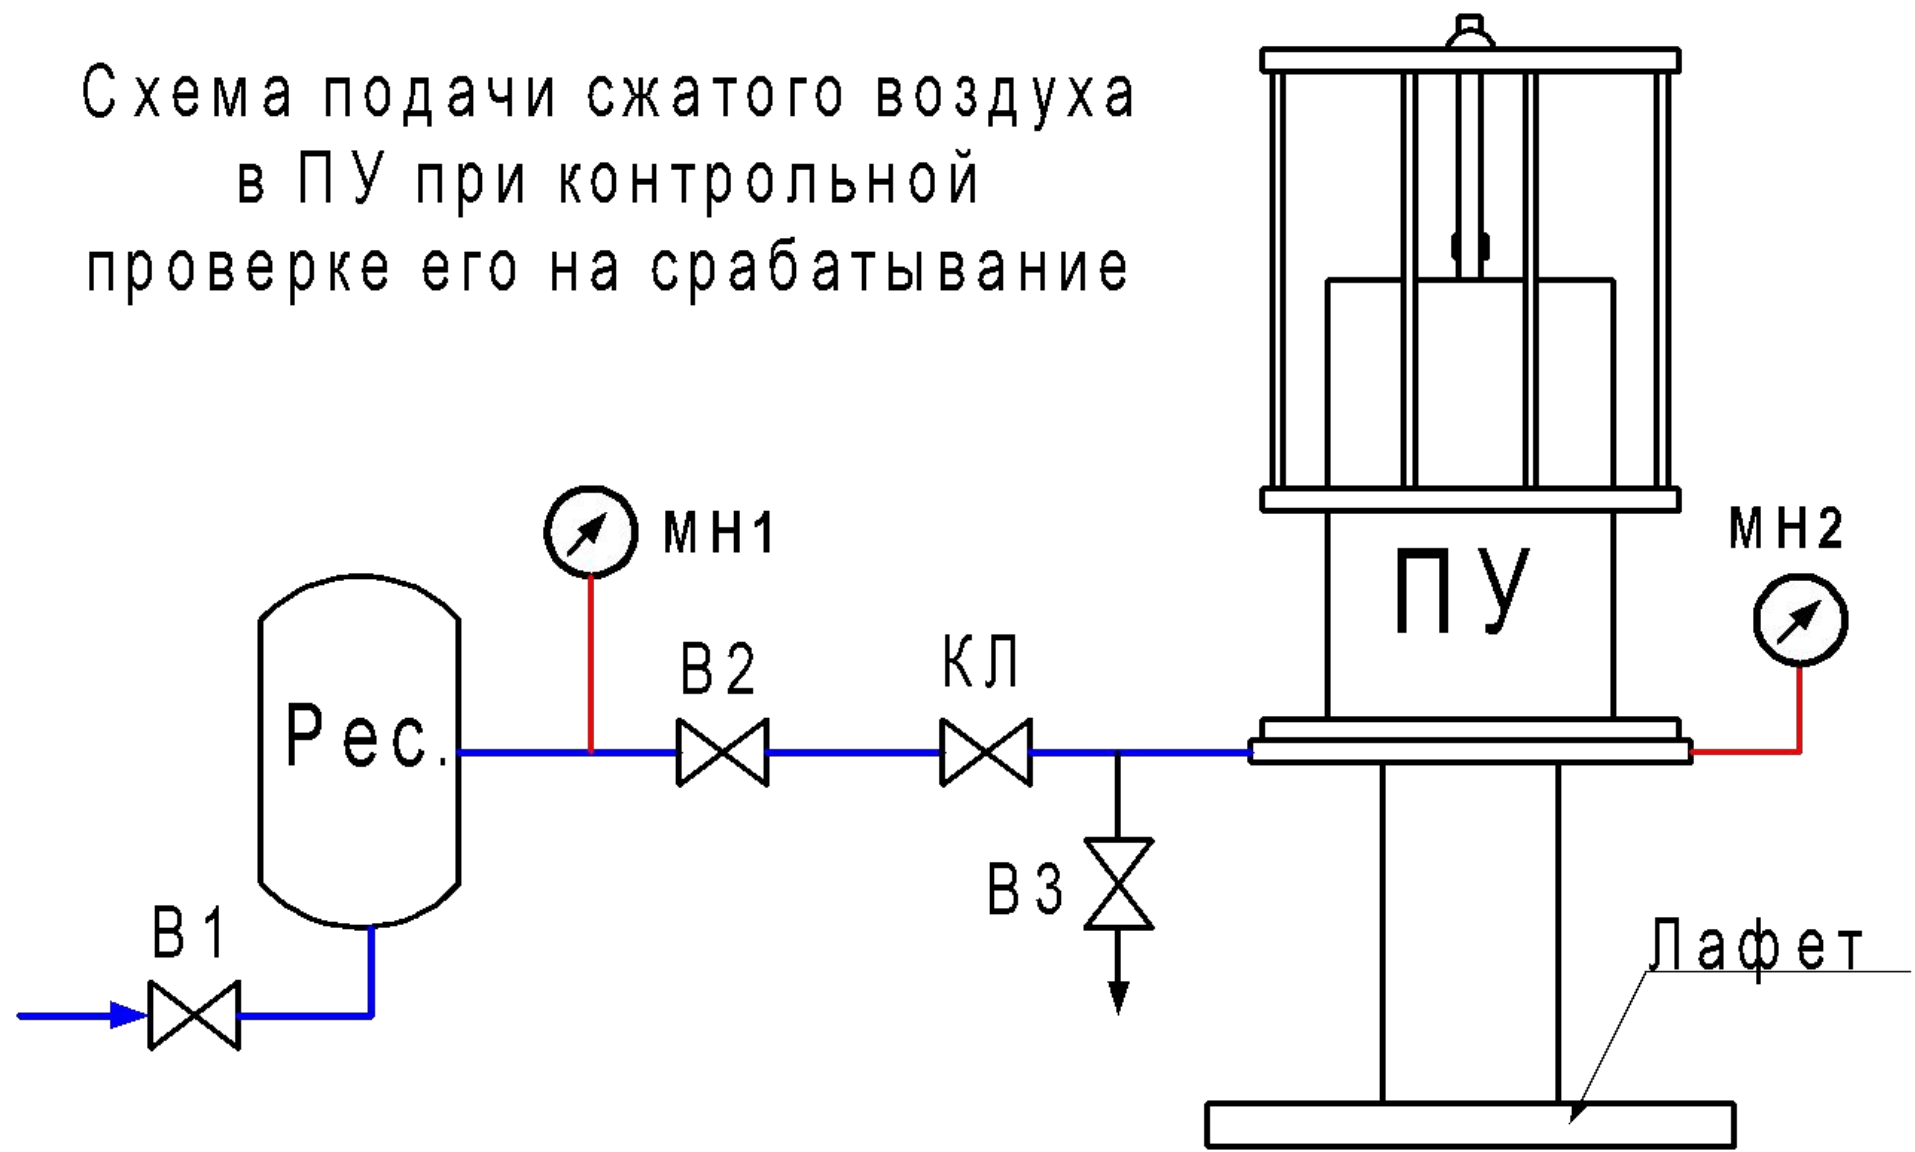 Схема подачи сжатого воздуха
в ПУ при контрольной
проверке его на срабатывание
МН1
МН2
ПУ
В2
КЛ
Рес.
В3
В1
Лафет